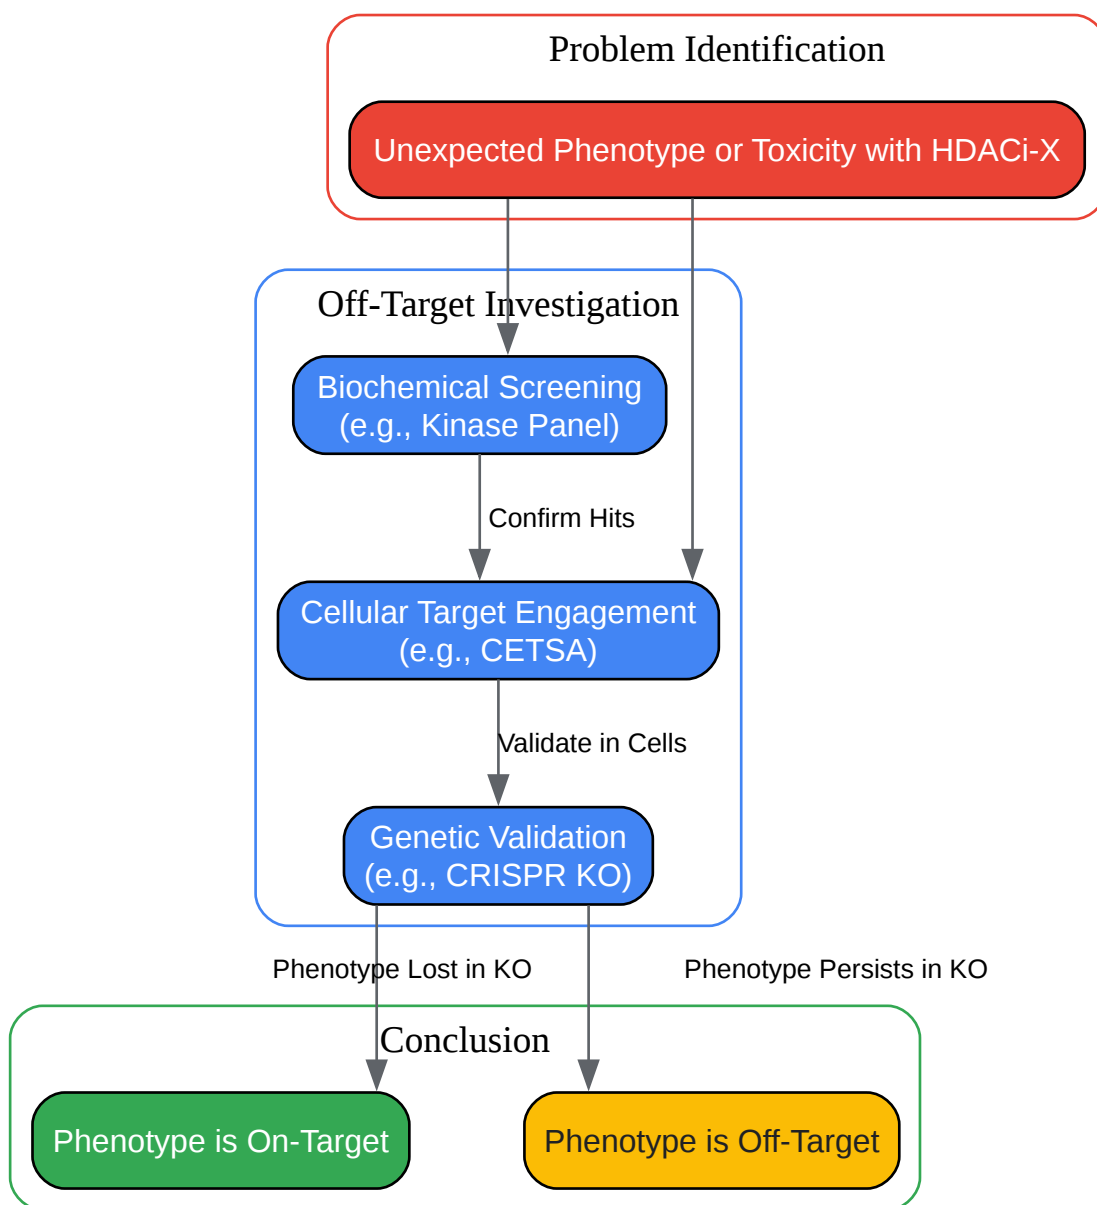 Problem Identification
Unexpected Phenotype or Toxicity with HDACi-X
Off-Target Investigation
Biochemical Screening
(e.g., Kinase Panel)
Confirm Hits
Cellular Target Engagement
(e.g., CETSA)
Validate in Cells
Genetic Validation
(e.g., CRISPR KO)
Phenotype Lost in KO
Phenotype Persists in KO
Conclusion
Phenotype is On-Target
Phenotype is Off-Target